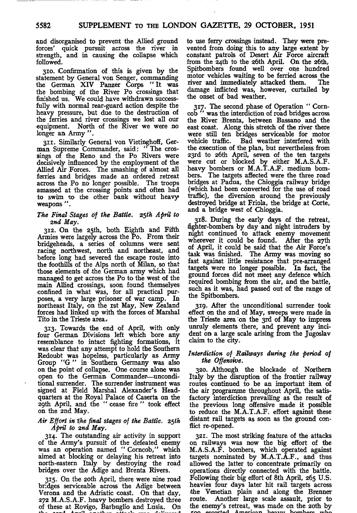 5582 SUPPLEMENT TO THE LONDON GAZETTE, 29 OCTOBER, 1951
and disorganised to prevent the Allied ground
forces' quick pursuit across the river in
strength, and in causing the collapse which
followed.
310. Confirmation of this is given by the
statement by General von Senger, commanding
the German XIV Panzer Corps "It was
the bombing of the River Po crossings that
finished us. We could have withdrawn success-
fully with normal rear-guard action despite the
heavy pressure, but due to the destruction of
the ferries and river crossings we lost all our
equipment. North of the River we were no
longer an Army".
311. Similarly General von Vietinghoff, Ger-
man Supreme Commander, said: "The cros-
sings of the Reno and the Po Rivers were
decisively influenced by the employment of the
Allied Air Forces. The smashing of almost all
ferries and bridges made an ordered retreat
across the Po no longer possible. The troops
amassed at the crossing points and often had
to swim to the other bank without heavy
weapons".
The Final Stages of the Battle. 25th April to
2nd May.
312. On the 25th, both Eighth and Fifth
Armies were largely across the Po. From their
bridgeheads, a series of columns were sent
racing northwest, north and northeast, and
before long had severed the escape route into
the foothills of the Alps north of Milan, so that
those elements of the German army which had
managed to get across the Po to the west of the
main Allied crossings, soon found themselves
confined in what was, for all practical pur-
poses, a very large prisoner of war camp. In
northeast Italy, on the 1st May, New Zealand
forces had linked up with the forces of Marshal
Tito in the Trieste area.
313. Towards the end of April, with only
four German Divisions left which bore any
resemblance to intact fighting formations, it
was clear that any attempt to hold the Southern
Redoubt was hopeless, particularly as Army
Group "G" in Southern Germany was also
on the point of collapse. One course alone was
open to the German Commander—uncondi-
tional surrender. The surrender instrument was
signed at Field Marshal Alexander's Head-
quarters at the Royal Palace of Caserta on the
29th April, and the "cease fire" took effect
on the 2nd May.
Air Effort in the final stages of the Battle. 25th
April to 2nd May.
314. The outstanding air activity in support
of the Army's pursuit of the defeated enemy
was an operation named "Corncob," which
aimed at blocking or delaying his retreat into
north-eastern Italy by destroying the road
bridges over the Adige and Brenta Rivers.
315. On the 20th April, there were nine road
bridges serviceable across the Adige between
Verona and the Adriatic coast. On that day,
272 M.A.S.A.F. heavy bombers destroyed three
of these at Rovigo, Barbuglio and Lusia. On
to use ferry crossings instead. They were pre-
vented from doing this to any large extent by
constant patrols of Desert Air Force aircraft
from the 24th to the 26th April. On the 26th,
Spitbombers found well over one hundred
motor vehicles waiting to be ferried across the
river and immediately attacked them. The
damage inflicted was, however, curtailed by
the onset of bad weather.
317. The second phase of Operation "Corn-
cob" was the interdiction of road bridges across
the River Brenta, between Bassano and the
east coast. Along this stretch of the river there
were still ten bridges serviceable for motor
vehicle traffic. Bad weather interfered with
the execution of the plan, but nevertheless from
23rd to 26th April, seven of the ten targets
were cut or blocked by either M.A.S.A.F.
heavy bombers or M.A.T.A.F. medium bom-
bers. The targets affected were the three road
bridges at Padua, the Chioggia railway bridge
(which had been converted for the use of road
traffic), the diversion around the previously
destroyed bridge at Friola, the bridge at Corte,
and a bridge west of Chioggia.
318. During the early days of the retreat,
fighter-bombers by day and night intruders by
night continued to attack enemy movement
wherever it could be found. After the 27th
of April, it could be said that the Air Force's
task was finished. The Army was moving so
fast against little resistance that pre-arranged
targets were no longer possible. In fact, the
ground forces did not meet any defence which
required bombing from the air, and the battle,
such as it was, had passed out of the range of
the Spitbombers.
319. After the unconditional surrender took
effect on the end of May, sweeps were made in
the Trieste area on the 3rd of May to impress
unruly elements there, and prevent any inci-
dent on a large scale arising from the Jugoslav
claim to the city.
Interdiction of Railways during the period of
the Offensive.
320. Although the blockade of Northern
Italy by the disruption of the frontier railway
routes continued to be an important item of
the air programme throughout April, the satis-
factory interdiction prevailing as the result of
the previous long offensive made it possible
to reduce the M.A.T.A.F. effort against these
distant rail targets as soon as the ground con-
flict re-opened.
321. The most striking feature of the attacks
on railways was now the big effort of the
M.A.S.A.F. bombers, which operated against
targets nominated by M.A.T.A.F., and thus
allowed the latter to concentrate primarily on
operations directly connected with the battle.
Following their big effort of 8th April, 265 U.S.
heavies four days later hit rail targets across
the Venetian plain and along the Brenner
route. Another large scale assault, prior to
the enemy's retreat, was made on the 20th by